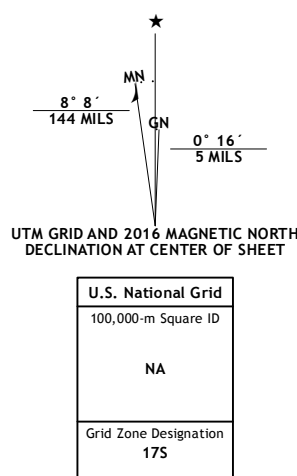 ★
MN
8° 8´
144 MILS
GN
0° 16´
5 MILS
UTM GRID AND 2016 MAGNETIC NORTH
DECLINATION AT CENTER OF SHEET
U.S. National Grid
100,000-m Square ID
NA
Grid Zone Designation
17S